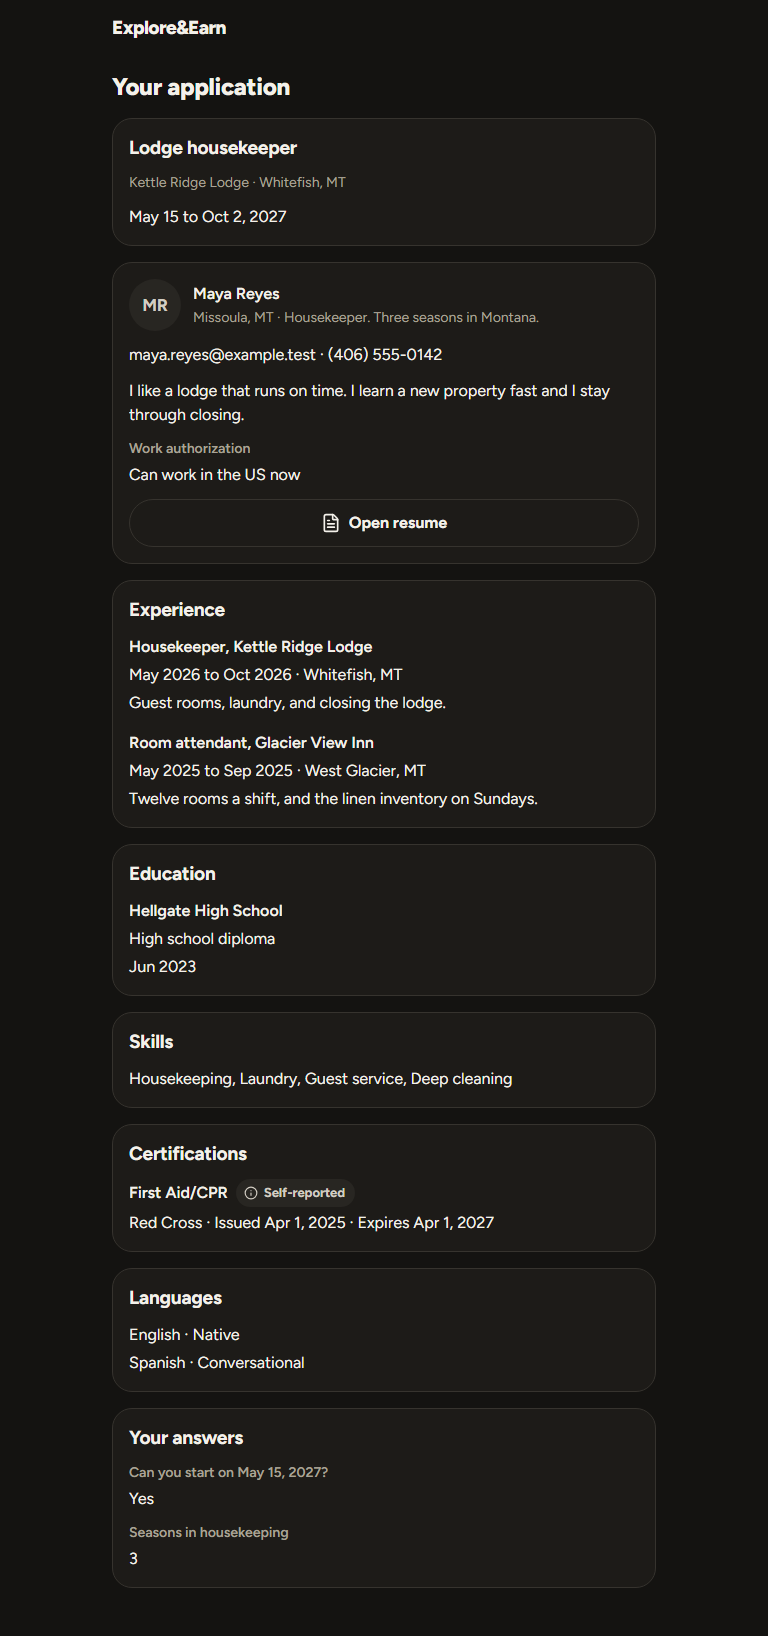 Explore&Earn
Your application
Lodge housekeeper
Kettle Ridge Lodge · Whitefish, MT
May 15 to Oct 2, 2027
MR
Maya Reyes
Missoula, MT · Housekeeper. Three seasons in Montana.
maya.reyes@example.test · (406) 555-0142
I like a lodge that runs on time. I learn a new property fast and I stay
through closing.
Work authorization
Can work in the US now
Open resume
Experience
Housekeeper, Kettle Ridge Lodge
May 2026 to Oct 2026 · Whitefish, MT
Guest rooms, laundry, and closing the lodge.
Room attendant, Glacier View Inn
May 2025 to Sep 2025 · West Glacier, MT
Twelve rooms a shift, and the linen inventory on Sundays.
Education
Hellgate High School
High school diploma
Jun 2023
Skills
Housekeeping, Laundry, Guest service, Deep cleaning
Certifications
First Aid/CPR Self-reported
Red Cross · Issued Apr 1, 2025 · Expires Apr 1, 2027
Languages
English · Native
Spanish · Conversational
Your answers
Can you start on May 15, 2027?
Yes
Seasons in housekeeping
3